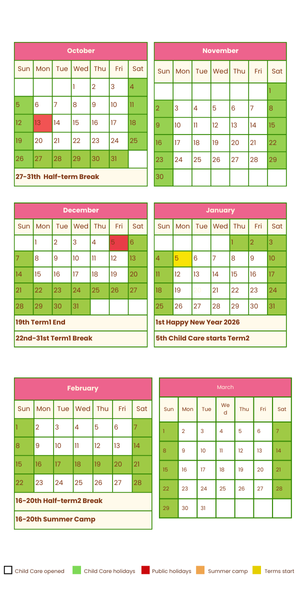 October
Sun Mon Tue Wed Thu Fri Sat
1 2 3 4
5 6 7 8 9 10 11
12 13 14 15 16 17 18
19 20 21 22 23 24 25
26 27 28 29 30 31
27-31th Half-term Break
November
Sun Mon Tue Wed Thu Fri Sat
1
2 3 4 5 6 7 8
9 10 11 12 13 14 15
16 17 18 19 20 21 22
23 24 25 26 27 28 29
30
December
Sun Mon Tue Wed Thu Fri Sat
1 2 3 4 5 6
7 8 9 10 11 12 13
14 15 16 17 18 19 20
21 22 23 24 25 26 27
28 29 30 31
19th Term1 End
22nd-31st Term1 Break
January
Sun Mon Tue Wed Thu Fri Sat
1 2 3
4 5 6 7 8 9 10
11 12 13 14 15 16 17
18 19 20 21 22 23 24
25 26 27 28 29 30 31
1st Happy New Year 2026
5th Child Care starts Term2
February
Sun Mon Tue Wed Thu Fri Sat
1 2 3 4 5 6 7
8 9 10 11 12 13 14
15 16 17 18 19 20 21
22 23 24 25 26 27 28
16-20th Half-term2 Break
16-20th Summer Camp
March
Sun Mon Tue We
d Thu Fri Sat
1 2 3 4 5 6 7
8 9 10 11 12 13 14
15 16 17 18 19 20 21
22 23 24 25 26 27 28
29 30 31
Child Care opened Child Care holidays Public holidays Summer camp Terms start